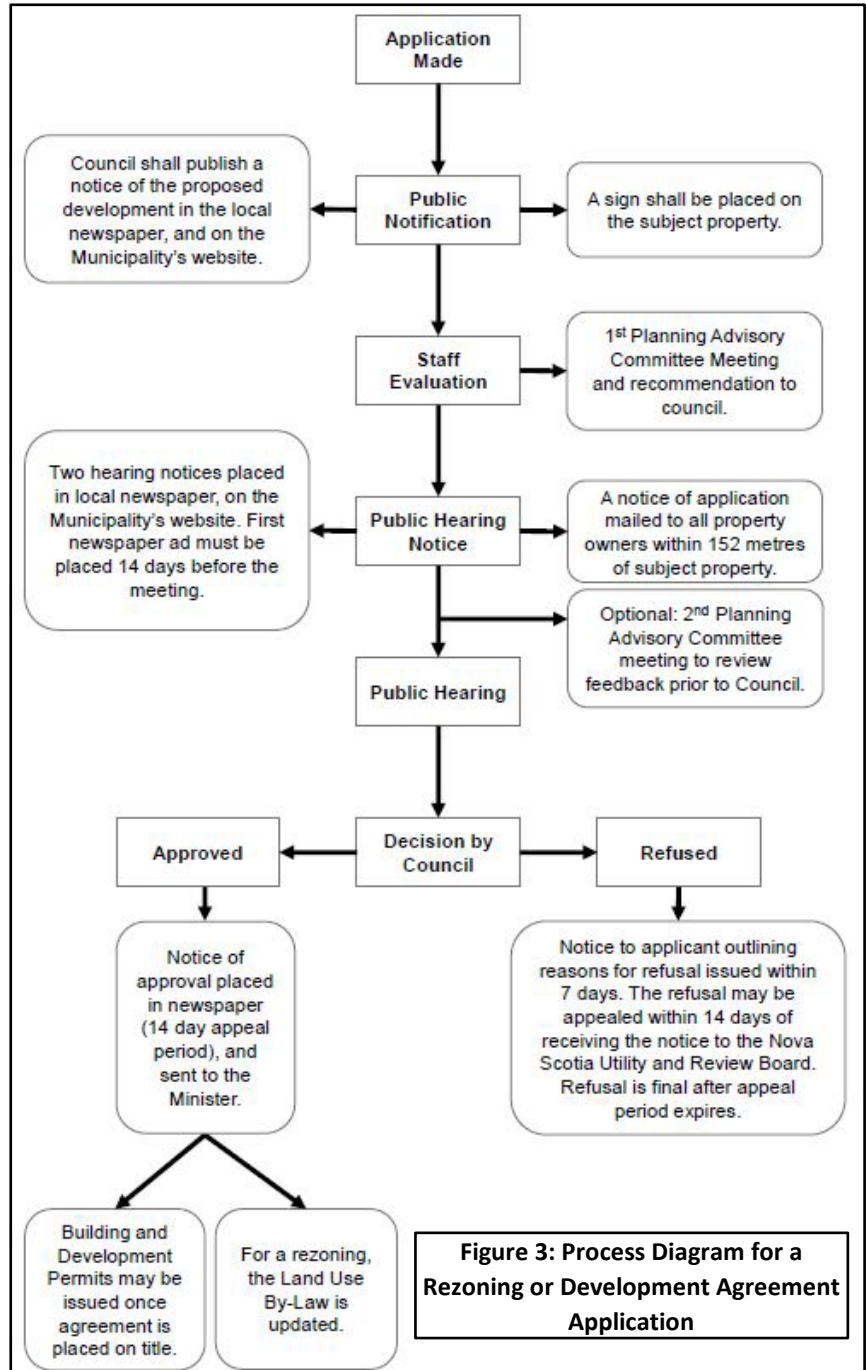 Application
Made
Council shall publish a
notice of the proposed
development in the local
newspaper, and on the
Municipality's website.
Public
Notification
A sign shall be placed on
the subject property.
Staff
Evaluation
1st Planning Advisory
Committee Meeting
and recommendation to
council.
Two hearing notices placed
in local newspaper, on the
Municipality's website. First
newspaper ad must be
placed 14 days before the
meeting.
Public Hearing
Notice
A notice of application
mailed to all property
owners within 152 metres
of subject property.
Optional: 2nd Planning
Advisory Committee
meeting to review
feedback prior to Council.
Public Hearing
Approved
Decision by
Council
Refused
Notice of
approval placed
in newspaper
(14 day appeal
period), and
sent to the
Minister.
Notice to applicant outlining
reasons for refusal issued within
7 days. The refusal may be
appealed within 14 days of
receiving the notice to the Nova
Scotia Utility and Review Board.
Refusal is final after appeal
period expires.
Building and
Development
Permits may be
issued once
agreement is
placed on title.
For a rezoning,
the Land Use
By-Law is
updated.
Figure 3: Process Diagram for a
Rezoning or Development Agreement
Application